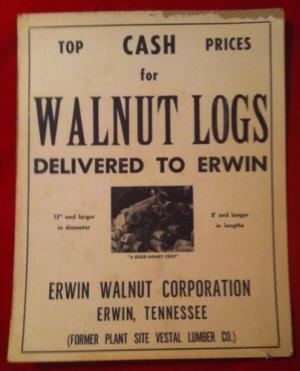 TOP CASH PRICES
for
WALNUT LOGS
DELIVERED TO ERWIN
12" and larger
in diameter
8' and longer
in lengths
"A GOOD MONEY CROP"
ERWIN WALNUT CORPORATION
ERWIN, TENNESSEE
(FORMER PLANT SITE VESTAL LUMBER CO.)